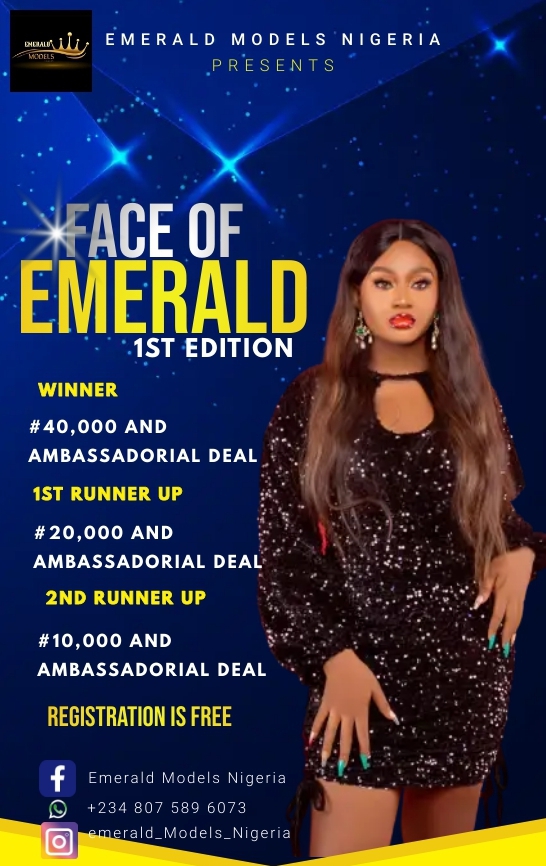 EMERALD
MODELS
EMERALD MODELS NIGERIA
PRESENTS
FACE OF
EMERALD
1ST EDITION
WINNER
#40,000 AND
AMBASSADORIAL DEAL
1ST RUNNER UP
#20,000 AND
AMBASSADORIAL DEAL
2ND RUNNER UP
#10,000 AND
AMBASSADORIAL DEAL
REGISTRATION IS FREE
Emerald Models Nigeria
+234 807 589 6073
emerald_Models_Nigeria